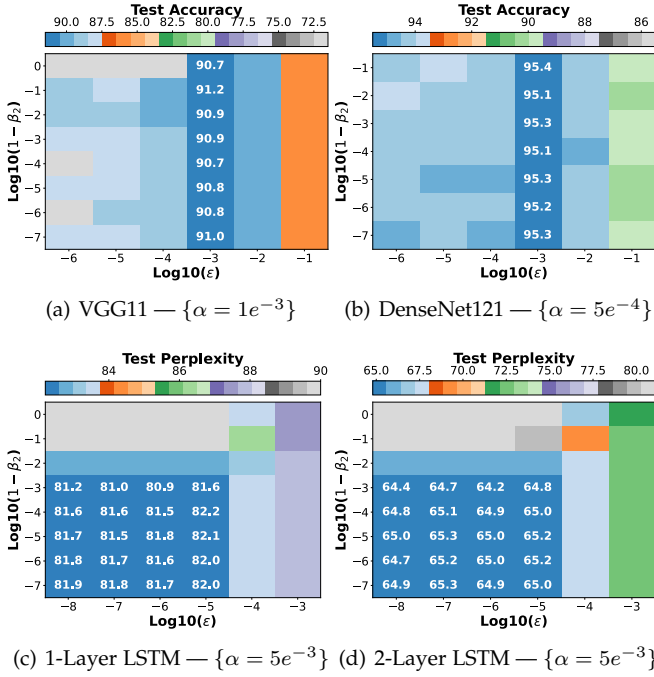 Test Accuracy
90.0 87.5 85.0 82.5 80.0 77.5 75.0 72.5
Log10(1 − β₂)
0 90.7
−1 91.2
−2 90.9
−3 90.9
−4 90.7
−5 90.8
−6 90.8
−7 91.0
−6 −5 −4 −3 −2 −1
Log10(ε)
(a) VGG11 — {α = 1e⁻³}
Test Accuracy
94 92 90 88 86
Log10(1 − β₂)
−1 95.4
−2 95.1
−3 95.3
−4 95.1
−5 95.3
−6 95.2
−7 95.3
−6 −5 −4 −3 −2 −1
Log10(ε)
(b) DenseNet121 — {α = 5e⁻⁴}
Test Perplexity
84 86 88 90
Log10(1 − β₂)
0
−1
−2
−3 81.2 81.0 80.9 81.6
−4 81.6 81.6 81.5 82.2
−5 81.7 81.5 81.8 82.1
−6 81.8 81.7 81.6 82.0
−7 81.9 81.8 81.7 82.0
−8 −7 −6 −5 −4 −3
Log10(ε)
(c) 1-Layer LSTM — {α = 5e⁻³}
Test Perplexity
65.0 67.5 70.0 72.5 75.0 77.5 80.0
Log10(1 − β₂)
0
−1
−2
−3 64.4 64.7 64.2 64.8
−4 64.8 65.1 64.9 65.0
−5 65.0 65.3 65.0 65.2
−6 64.7 65.2 65.0 65.2
−7 64.9 65.3 64.9 65.0
−8 −7 −6 −5 −4 −3
Log10(ε)
(d) 2-Layer LSTM — {α = 5e⁻³}